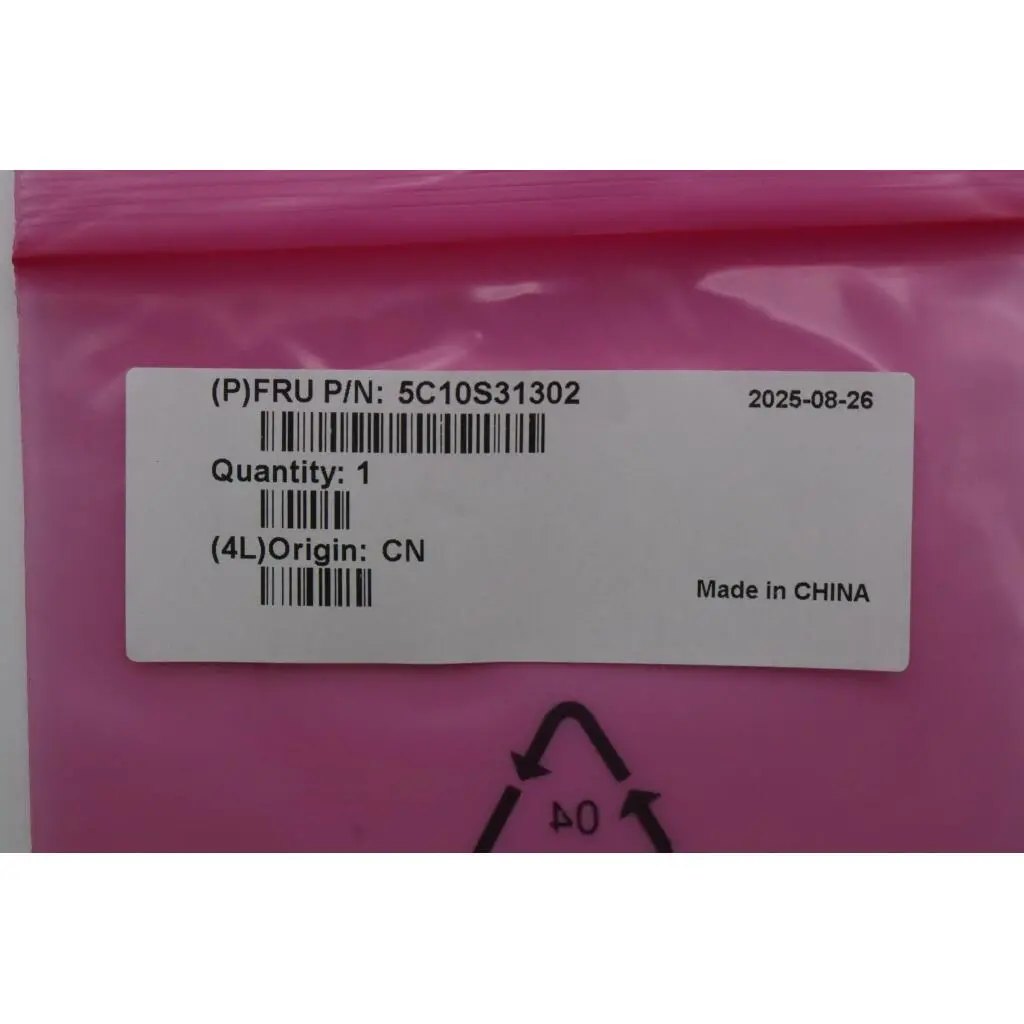 (P)FRU P/N: 5C10S31302
2025-08-26
Quantity: 1
(4L)Origin: CN
Made in CHINA
04